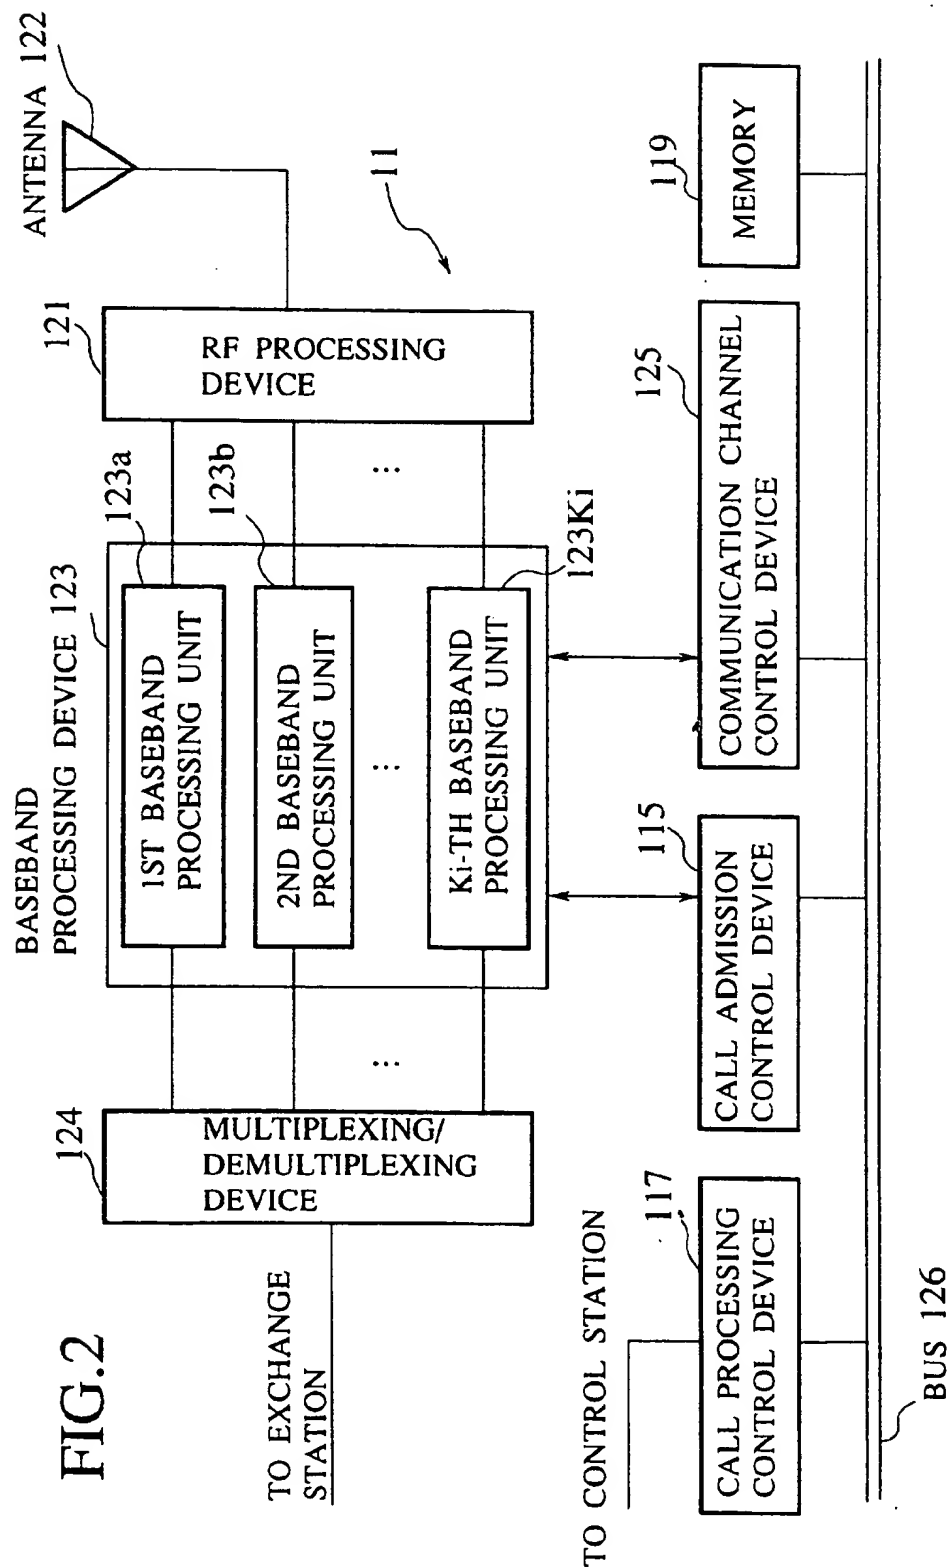 FIG.2
ANTENNA 122
11
121
RF PROCESSING
DEVICE
BASEBAND
PROCESSING DEVICE 123
123a
1ST BASEBAND
PROCESSING UNIT
123b
2ND BASEBAND
PROCESSING UNIT
...
...
...
123Ki
Ki-TH BASEBAND
PROCESSING UNIT
124
MULTIPLEXING/
DEMULTIPLEXING
DEVICE
TO EXCHANGE
STATION
TO CONTROL STATION
117
CALL PROCESSING
CONTROL DEVICE
115
CALL ADMISSION
CONTROL DEVICE
125
COMMUNICATION CHANNEL
CONTROL DEVICE
119
MEMORY
BUS 126